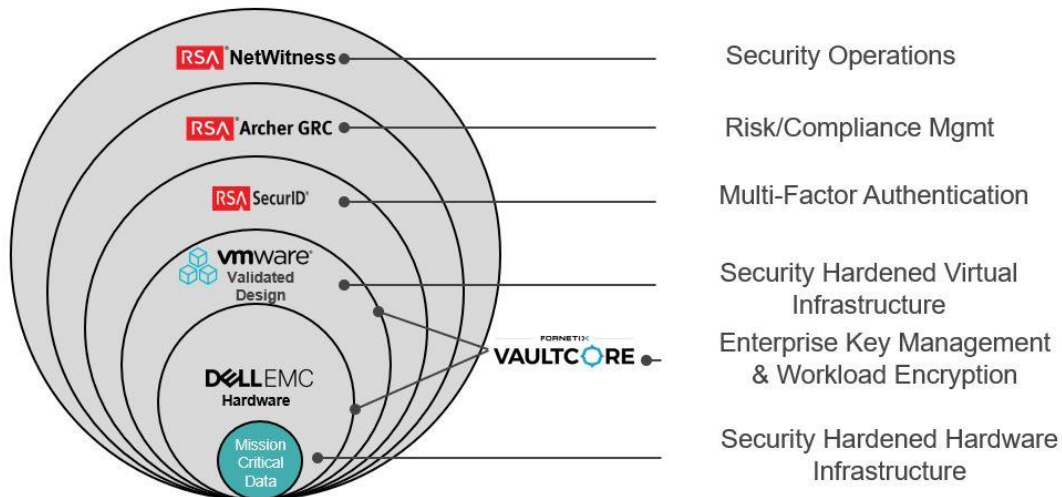 RSA NetWitness
Security Operations
RSA Archer GRC
Risk/Compliance Mgmt
RSA SecurID®
Multi-Factor Authentication
vmware®
Validated
Design
Security Hardened Virtual
Infrastructure
FORNETIX
VAULTCORE
Enterprise Key Management
& Workload Encryption
DELLEMC
Hardware
Mission
Critical
Data
Security Hardened Hardware
Infrastructure